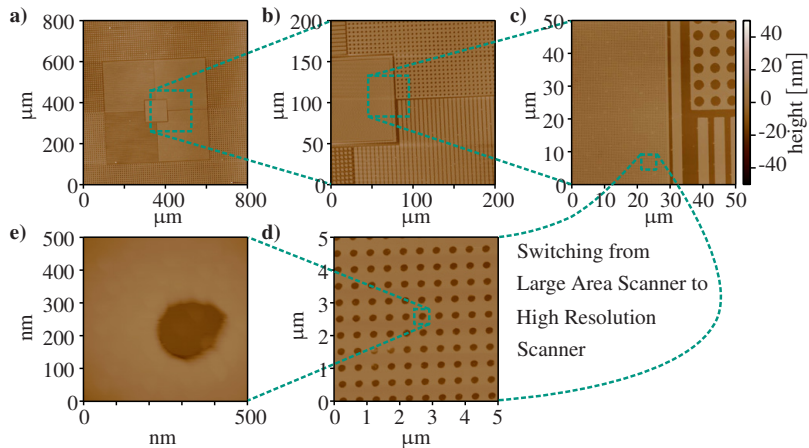 a)
800
600
400
200
0
0
400
800
μm
μm
b)
200
150
100
50
0
0
100
200
μm
μm
c)
50
40
30
20
10
0
0
10
20
30
40
50
μm
40
20
0
-20
-40
height [nm]
e)
500
400
300
200
100
0
0
500
nm
nm
d)
5
4
3
2
1
0
0
1
2
3
4
5
μm
μm
Switching from
Large Area Scanner to
High Resolution
Scanner